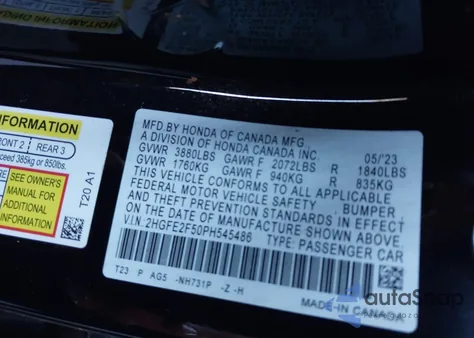 INFORMATION
FRONT 2 | REAR 3
exceed 385kg or 850lbs.
SEE OWNER'S
MANUAL FOR
ADDITIONAL
INFORMATION
T20 A1
MFD.BY HONDA OF CANADA MFG.
A DIVISION OF HONDA CANADA INC. 05/'23
GVWR 3880LBS GAWR F 2072LBS R 1840LBS
GVWR 1760KG GAWR F 940KG R 835KG
THIS VEHICLE CONFORMS TO ALL APPLICABLE
FEDERAL MOTOR VEHICLE SAFETY, BUMPER,
AND THEFT PREVENTION STANDARDS IN EFFECT
ON THE DATE OF MANUFACTURE SHOWN ABOVE.
V.I.N. 2HGFE2F50PH545486 TYPE: PASSENGER CAR
T23 P AG5 -NH731P -Z -H
MADE IN CANADA
autoSnap